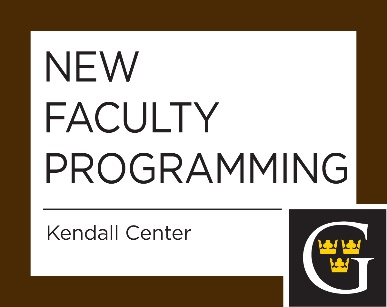 NEW
FACULTY
PROGRAMMING
Kendall Center
G